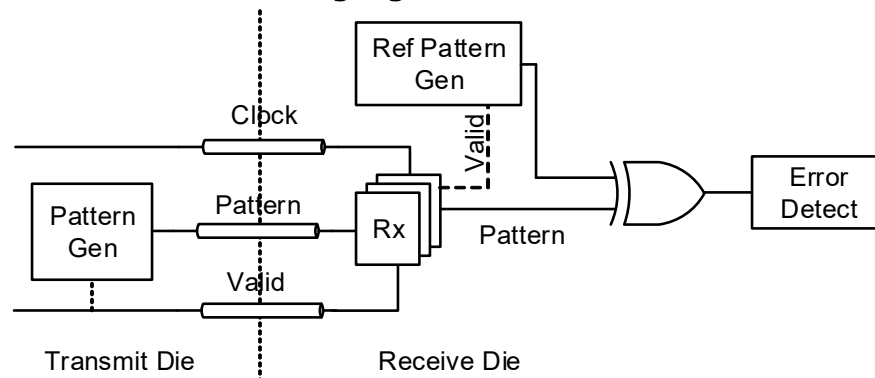 Ref Pattern
Gen
Clock
Valid
Pattern
Gen
Pattern
Rx
Pattern
Error
Detect
Valid
Transmit Die
Receive Die